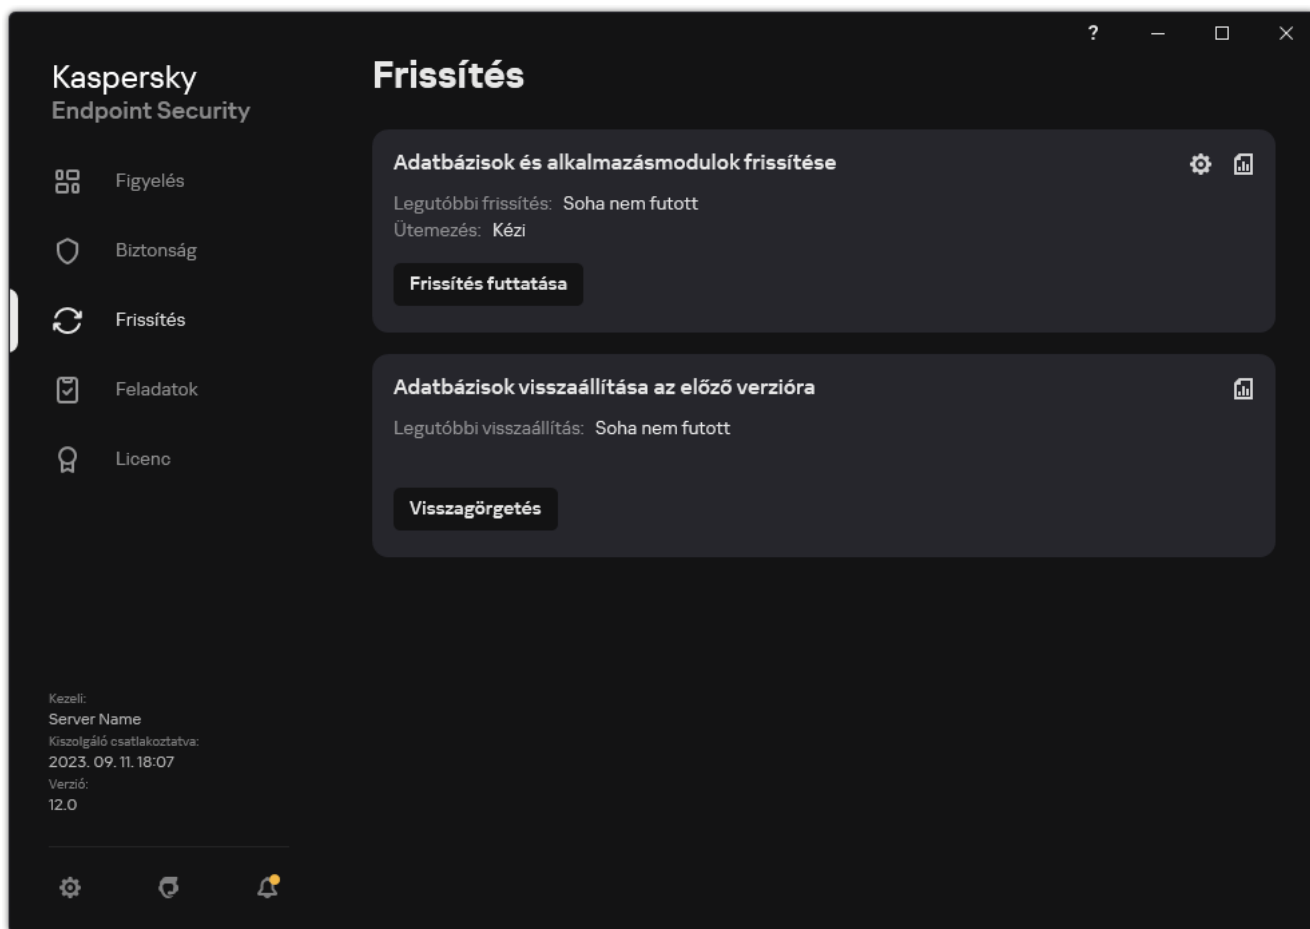 ?
Kaspersky
Endpoint Security
Figyelés
Biztonság
Frissítés
Feladatok
Licenc
Kezeli:
Server Name
Kiszolgáló csatlakoztatva:
2023. 09. 11. 18:07
Verzió:
12.0
Frissítés
Adatbázisok és alkalmazásmodulok frissítése
Legutóbbi frissítés: Soha nem futott
Ütemezés: Kézi
Frissítés futtatása
Adatbázisok visszaállítása az előző verzióra
Legutóbbi visszaállítás: Soha nem futott
Visszagörgetés